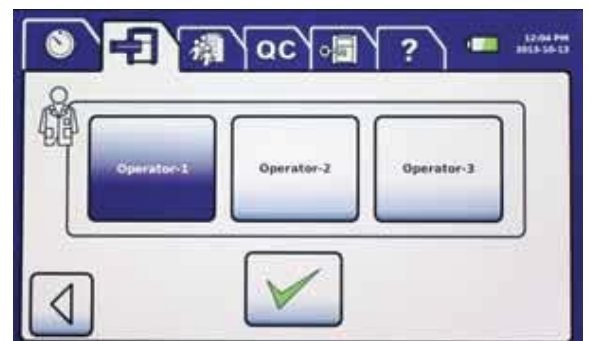 QC
?
12:04 PM
2013-10-13
Operator-1
Operator-2
Operator-3